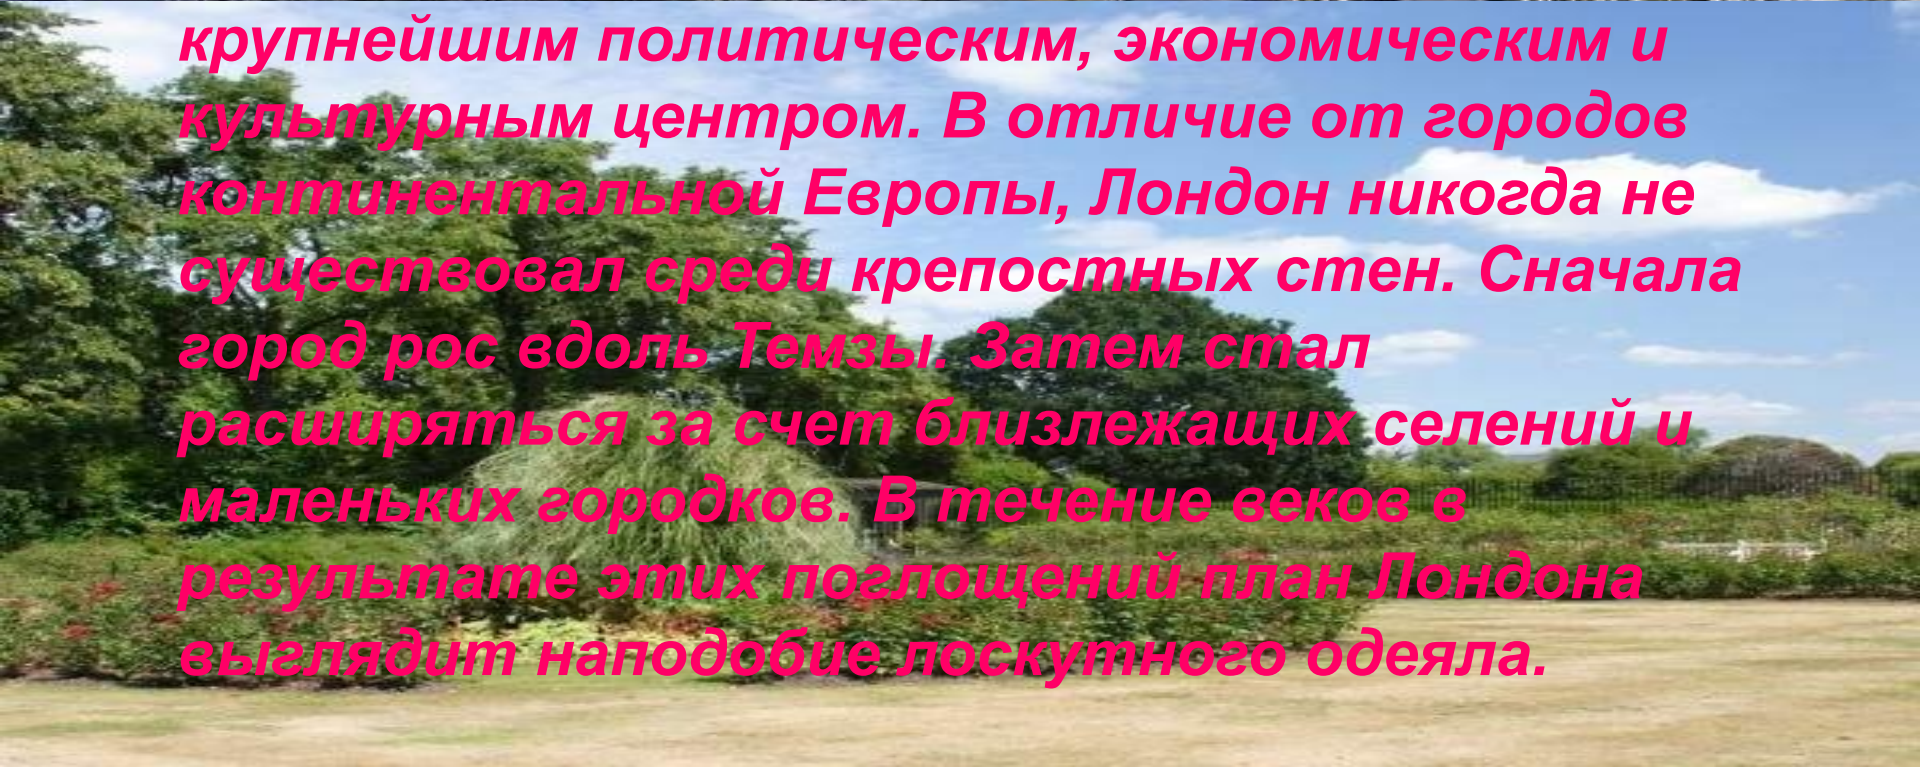 крупнейшим политическим, экономическим и
культурным центром. В отличие от городов
континентальной Европы, Лондон никогда не
существовал среди крепостных стен. Сначала
город рос вдоль Темзы. Затем стал
расширяться за счет близлежащих селений и
маленьких городков. В течение веков в
результате этих поглощений план Лондона
выглядит наподобие лоскутного одеяла.